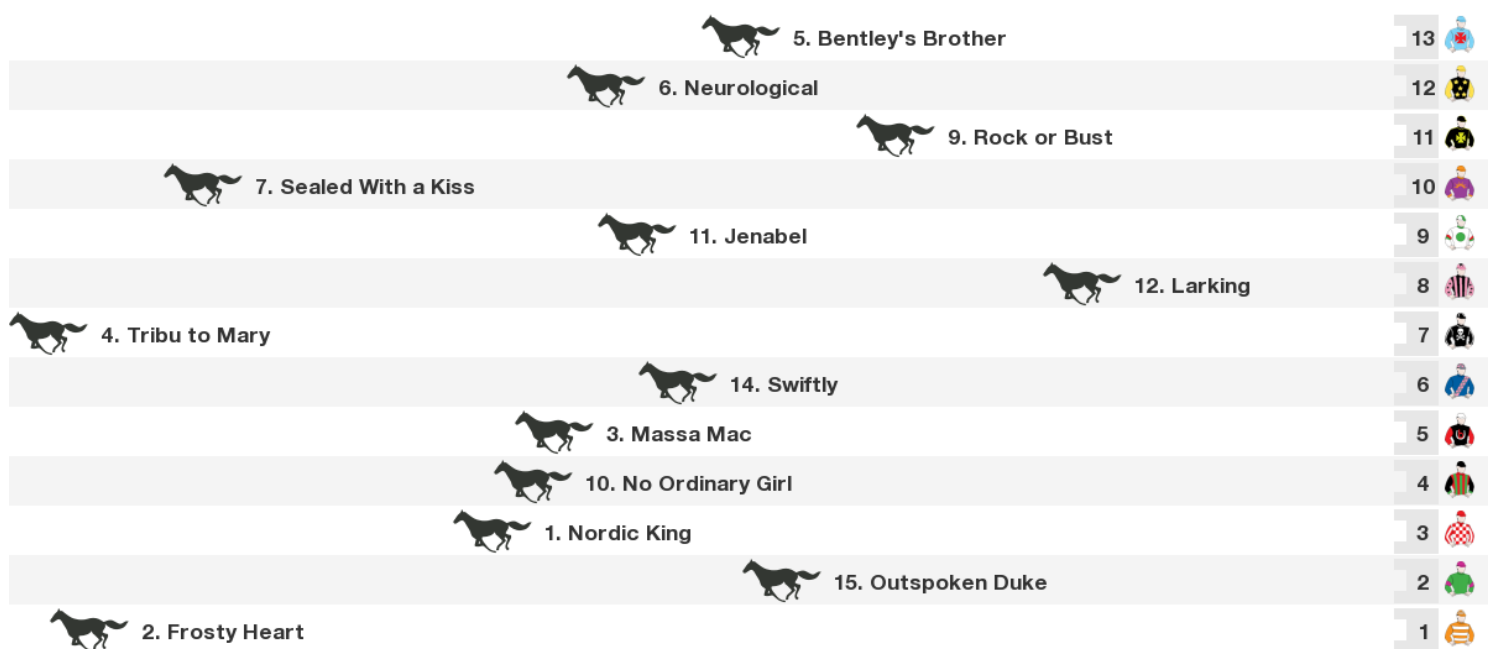 5. Bentley's Brother 13
6. Neurological 12
9. Rock or Bust 11
7. Sealed With a Kiss 10
11. Jenabel 9
12. Larking 8
4. Tribu to Mary 7
14. Swiftly 6
3. Massa Mac 5
10. No Ordinary Girl 4
1. Nordic King 3
15. Outspoken Duke 2
2. Frosty Heart 1